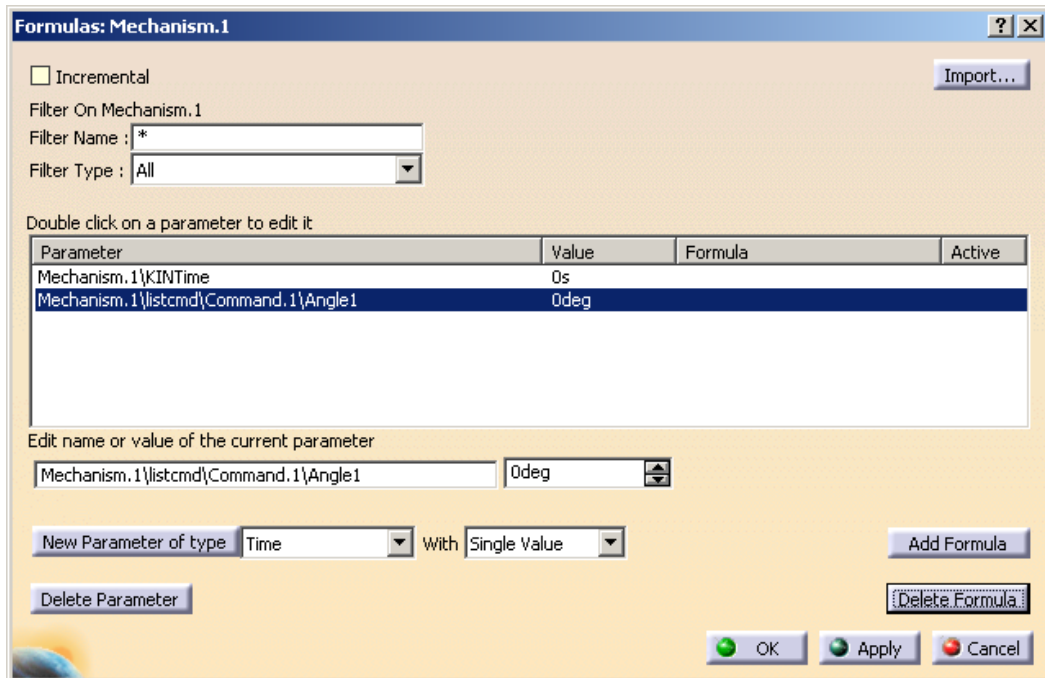 Formulas: Mechanism.1 ? X
Incremental Import...
Filter On Mechanism.1
Filter Name : *
Filter Type : All
Double click on a parameter to edit it
Parameter Value Formula Active
Mechanism.1\KINTime 0s
Mechanism.1\listcmd\Command.1\Angle1 0deg
Edit name or value of the current parameter
Mechanism.1\listcmd\Command.1\Angle1 0deg
New Parameter of type Time With Single Value Add Formula
Delete Parameter Delete Formula
OK Apply Cancel